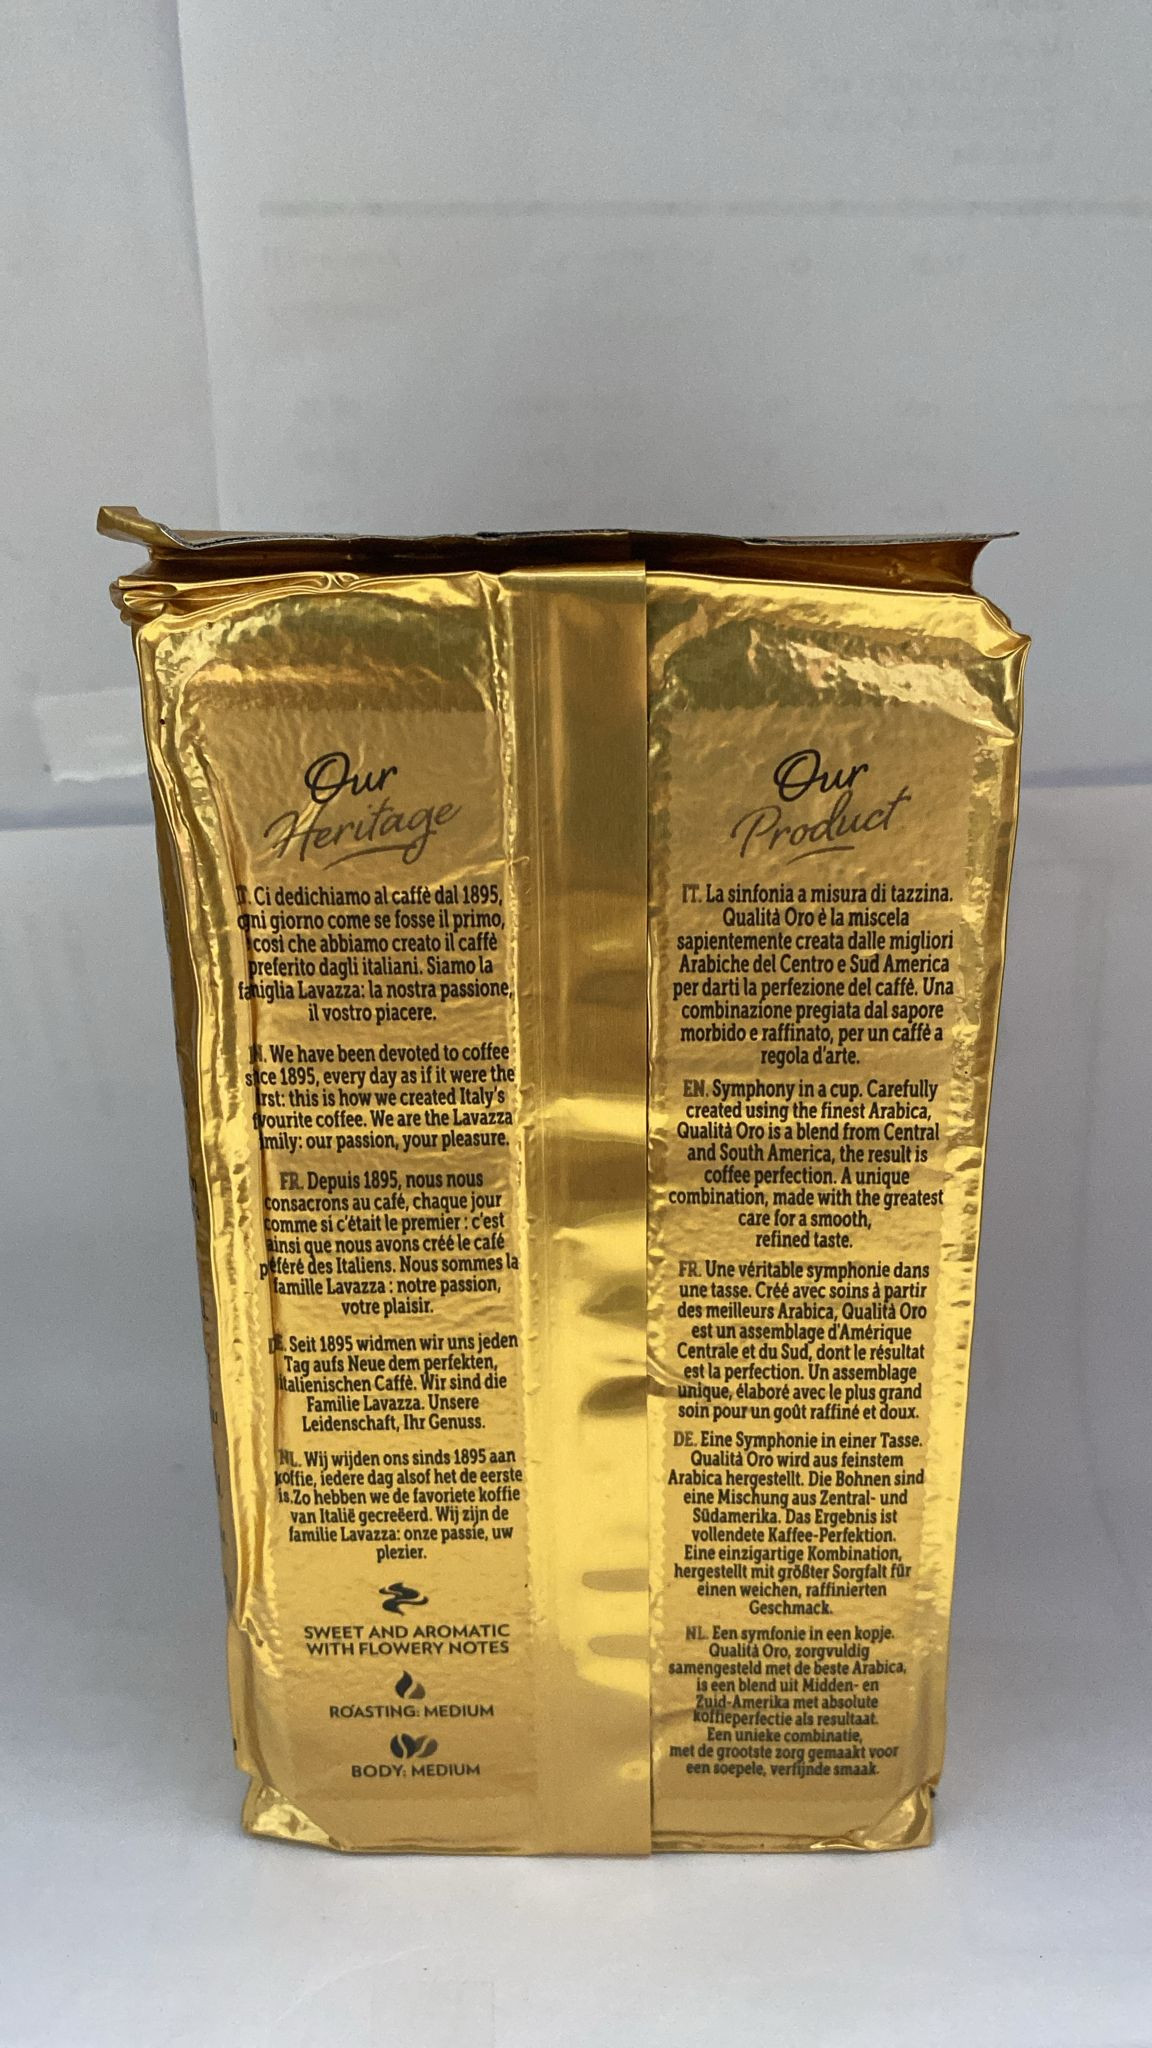 Our
Heritage
IT. Ci dedichiamo al caffè dal 1895,
ogni giorno come se fosse il primo,
così che abbiamo creato il caffè
preferito dagli italiani. Siamo la
famiglia Lavazza: la nostra passione,
il vostro piacere.
We have been devoted to coffee
since 1895, every day as if it were the
first: this is how we created Italy's
favourite coffee. We are the Lavazza
family: our passion, your pleasure.
FR. Depuis 1895, nous nous
consacrons au café, chaque jour
comme si c'était le premier : c'est
ainsi que nous avons créé le café
préféré des Italiens. Nous sommes la
famille Lavazza : notre passion,
votre plaisir.
DE. Seit 1895 widmen wir uns jeden
Tag aufs Neue dem perfekten,
italienischen Caffè. Wir sind die
Familie Lavazza. Unsere
Leidenschaft, Ihr Genuss.
NL. Wij wijden ons sinds 1895 aan
koffie, iedere dag alsof het de eerste
is.Zo hebben we de favoriete koffie
van Italië gecreëerd. Wij zijn de
familie Lavazza: onze passie, uw
plezier.
SWEET AND AROMATIC
WITH FLOWERY NOTES
ROASTING: MEDIUM
BODY: MEDIUM
Our
Product
IT. La sinfonia a misura di tazzina.
Qualità Oro è la miscela
sapientemente creata dalle migliori
Arabiche del Centro e Sud America
per darti la perfezione del caffè. Una
combinazione pregiata dal sapore
morbido e raffinato, per un caffè a
regola d'arte.
EN. Symphony in a cup. Carefully
created using the finest Arabica,
Qualità Oro is a blend from Central
and South America, the result is
coffee perfection. A unique
combination, made with the greatest
care for a smooth,
refined taste.
FR. Une véritable symphonie dans
une tasse. Créé avec soins à partir
des meilleurs Arabica, Qualità Oro
est un assemblage d'Amérique
Centrale et du Sud, dont le résultat
est la perfection. Un assemblage
unique, élaboré avec le plus grand
soin pour un goût raffiné et doux.
DE. Eine Symphonie in einer Tasse.
Qualità Oro wird aus feinstem
Arabica hergestellt. Die Bohnen sind
eine Mischung aus Zentral- und
Südamerika. Das Ergebnis ist
vollendete Kaffee-Perfektion.
Eine einzigartige Kombination,
hergestellt mit größter Sorgfalt für
einen weichen, raffinierten
Geschmack.
NL. Een symfonie in een kopje.
Qualità Oro, zorgvuldig
samengesteld met de beste Arabica,
is een blend uit Midden- en
Zuid-Amerika met absolute
koffieperfectie als resultaat.
Een unieke combinatie,
met de grootste zorg gemaakt voor
een soepele, verfijnde smaak.